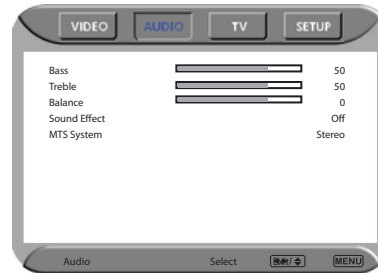 VIDEO AUDIO TV SETUP
Bass 50
Treble 50
Balance 0
Sound Effect Off
MTS System Stereo
Audio Select MENU